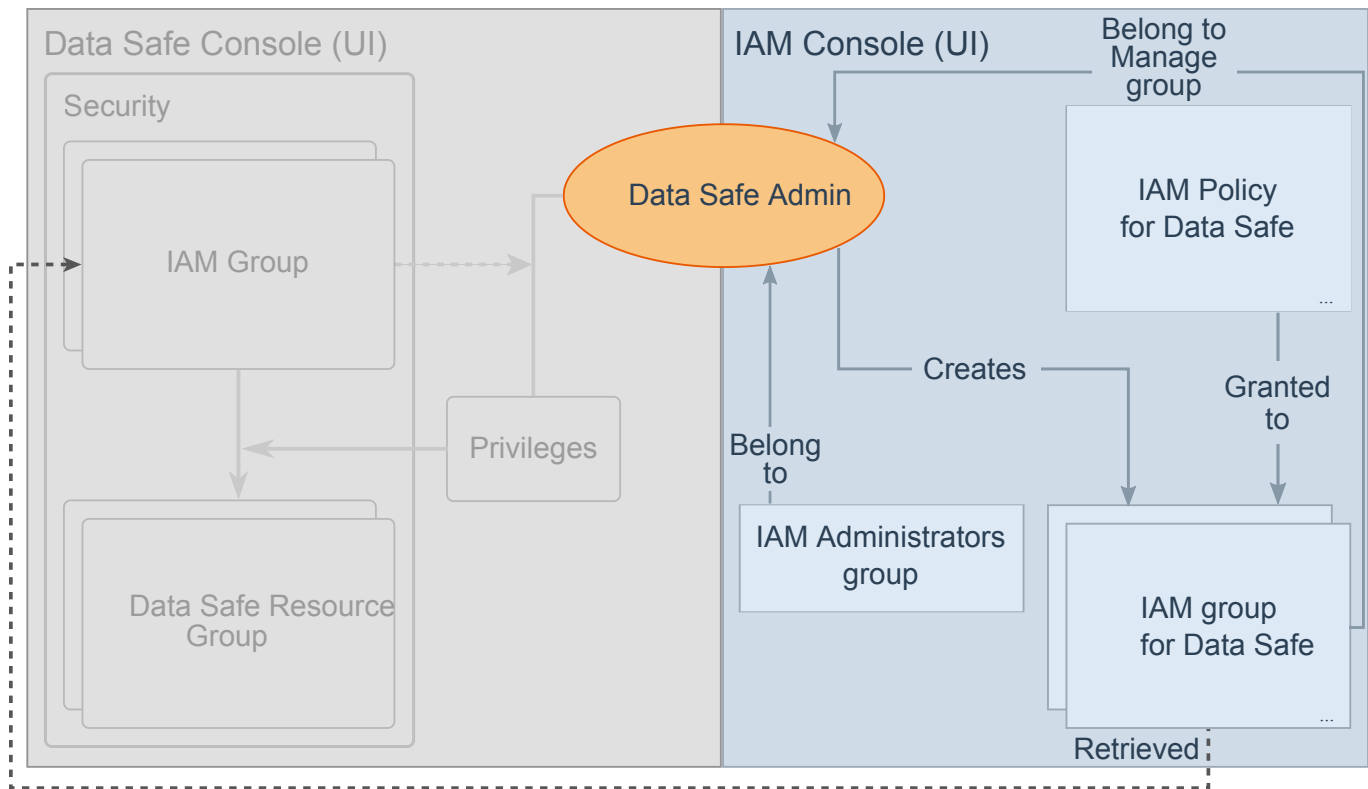 Data Safe Console (UI)
Security
IAM Group
Privileges
Data Safe Resource
Group
IAM Console (UI)
Belong to
Manage
group
Data Safe Admin
IAM Policy
for Data Safe
...
Creates
Granted
to
Belong
to
IAM Administrators
group
IAM group
for Data Safe
...
Retrieved